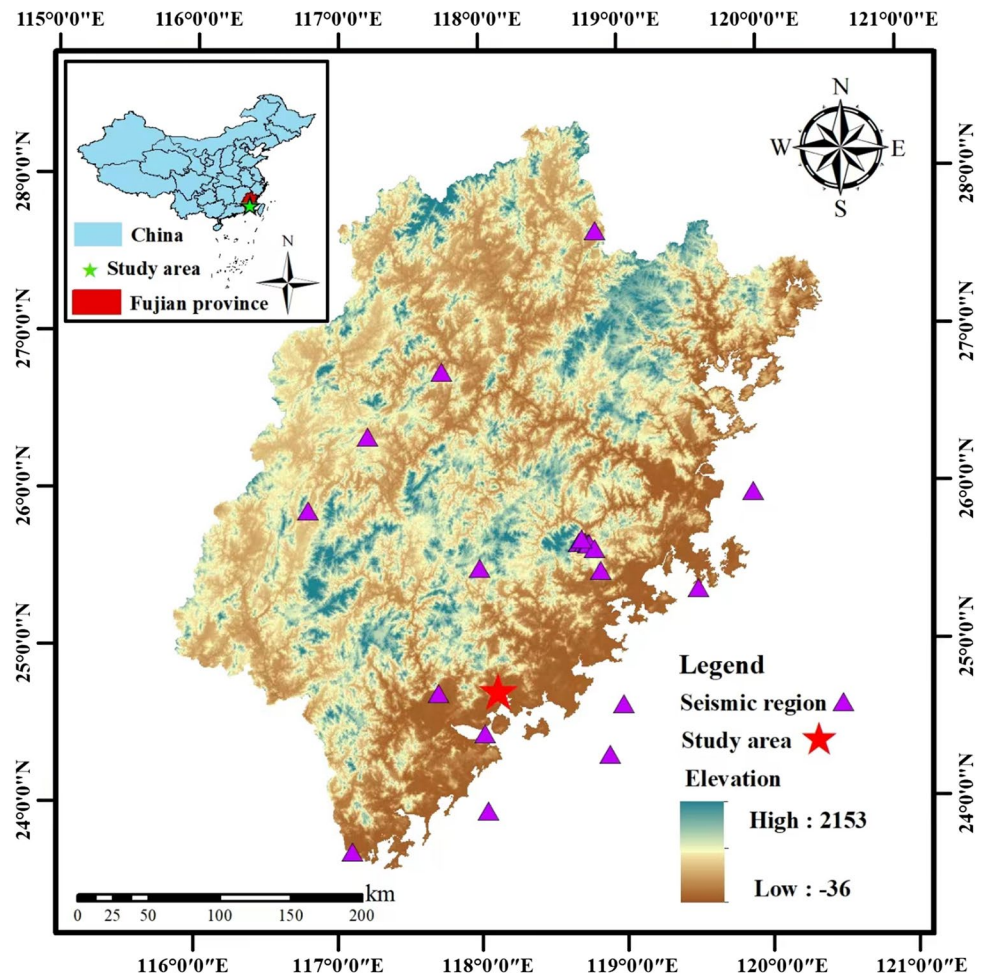 115°0'0"E 116°0'0"E 117°0'0"E 118°0'0"E 119°0'0"E 120°0'0"E 121°0'0"E
China
Study area
Fujian province
N
N
W E
S
28°0'0"N
27°0'0"N
26°0'0"N
25°0'0"N
24°0'0"N
28°0'0"N
27°0'0"N
26°0'0"N
25°0'0"N
24°0'0"N
Legend
Seismic region
Study area
Elevation
High : 2153
Low : -36
km
0 25 50 100 150 200
116°0'0"E 117°0'0"E 118°0'0"E 119°0'0"E 120°0'0"E 121°0'0"E